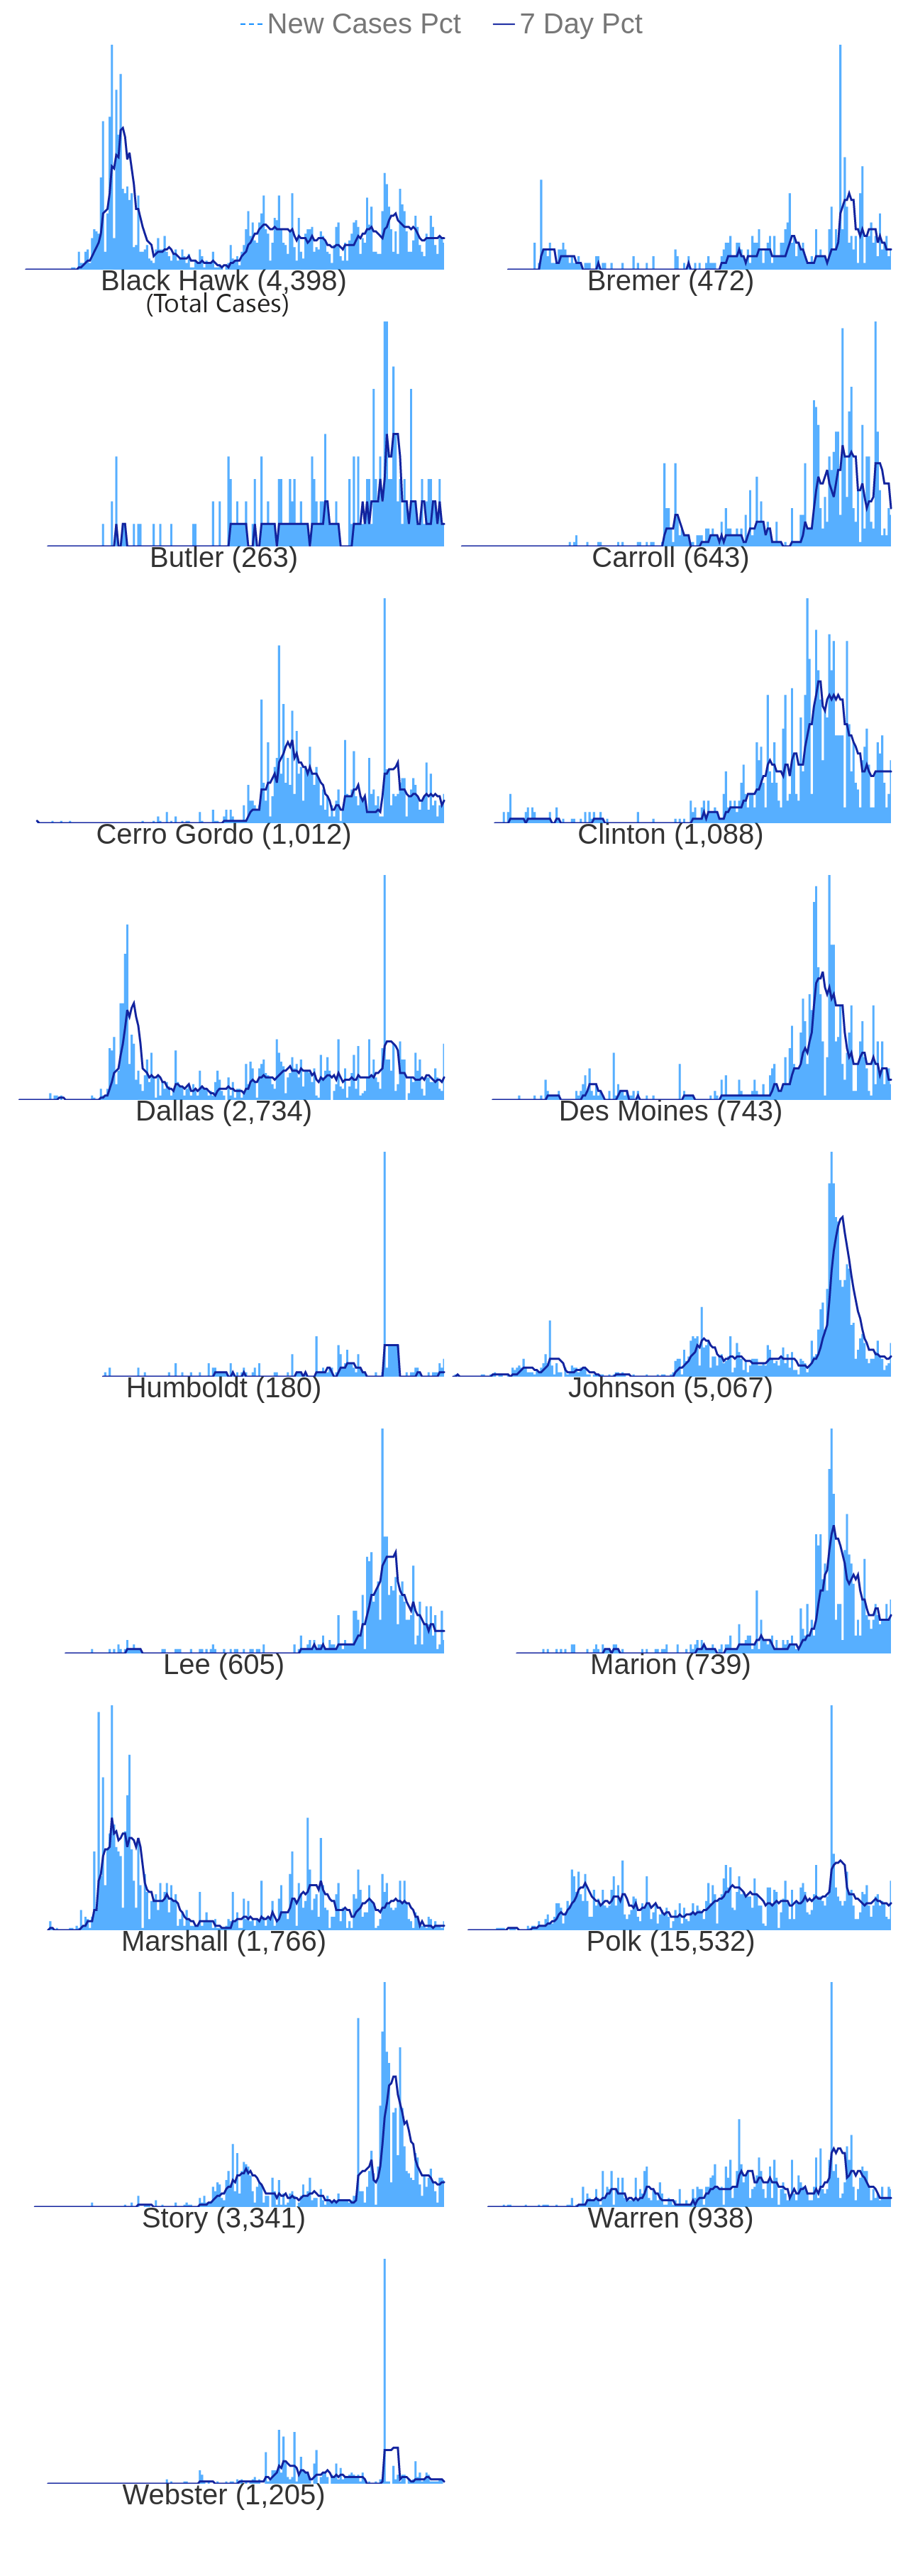 New Cases Pct 7 Day Pct
Black Hawk (4,398) Bremer (472)
(Total Cases)
Butler (263) Carroll (643)
Cerro Gordo (1,012) Clinton (1,088)
Dallas (2,734) Des Moines (743)
Humboldt (180) Johnson (5,067)
Lee (605) Marion (739)
Marshall (1,766) Polk (15,532)
Story (3,341) Warren (938)
Webster (1,205)